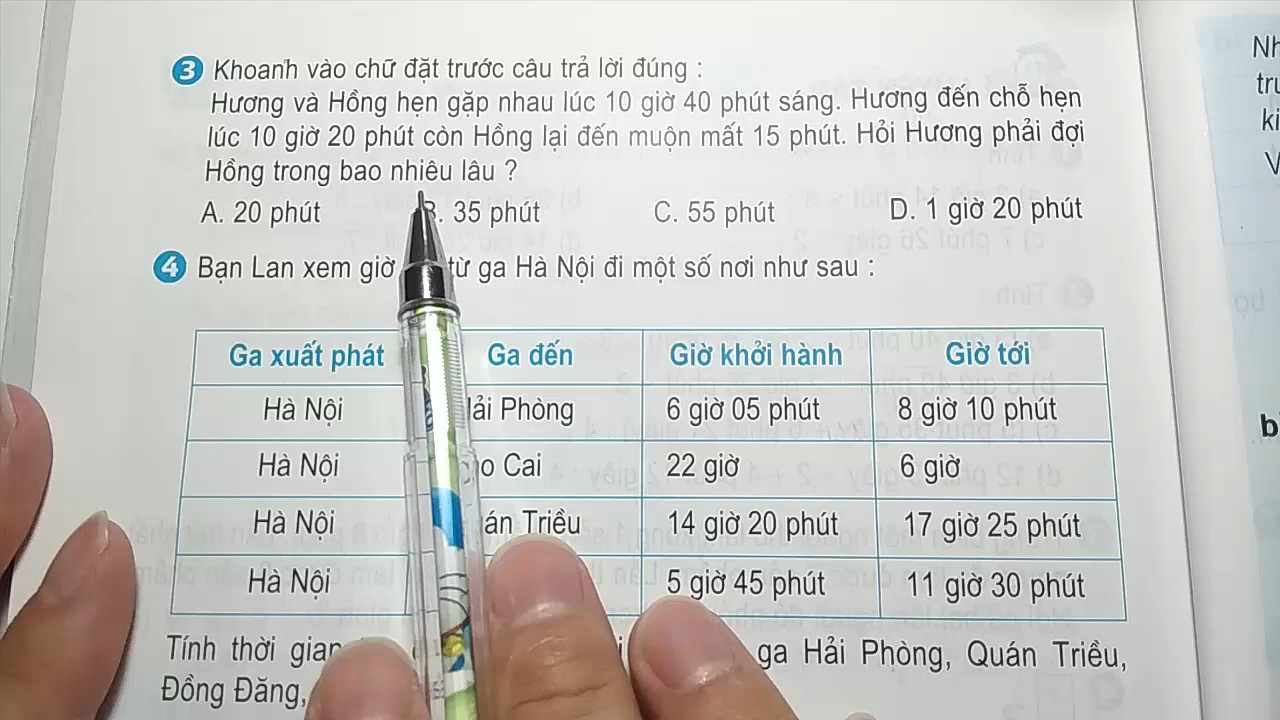 3 Khoanh vào chữ đặt trước câu trả lời đúng :
Hương và Hồng hẹn gặp nhau lúc 10 giờ 40 phút sáng. Hương đến chỗ hẹn
lúc 10 giờ 20 phút còn Hồng lại đến muộn mất 15 phút. Hỏi Hương phải đợi
Hồng trong bao nhiêu lâu ?
A. 20 phút B. 35 phút C. 55 phút D. 1 giờ 20 phút
4 Bạn Lan xem giờ từ ga Hà Nội đi một số nơi như sau :
Ga xuất phát Ga đến Giờ khởi hành Giờ tới
Hà Nội Hải Phòng 6 giờ 05 phút 8 giờ 10 phút
Hà Nội Cai 22 giờ 6 giờ
Hà Nội Quán Triều 14 giờ 20 phút 17 giờ 25 phút
Hà Nội 5 giờ 45 phút 11 giờ 30 phút
Tính thời gian ga Hải Phòng, Quán Triều,
Đồng Đăng,